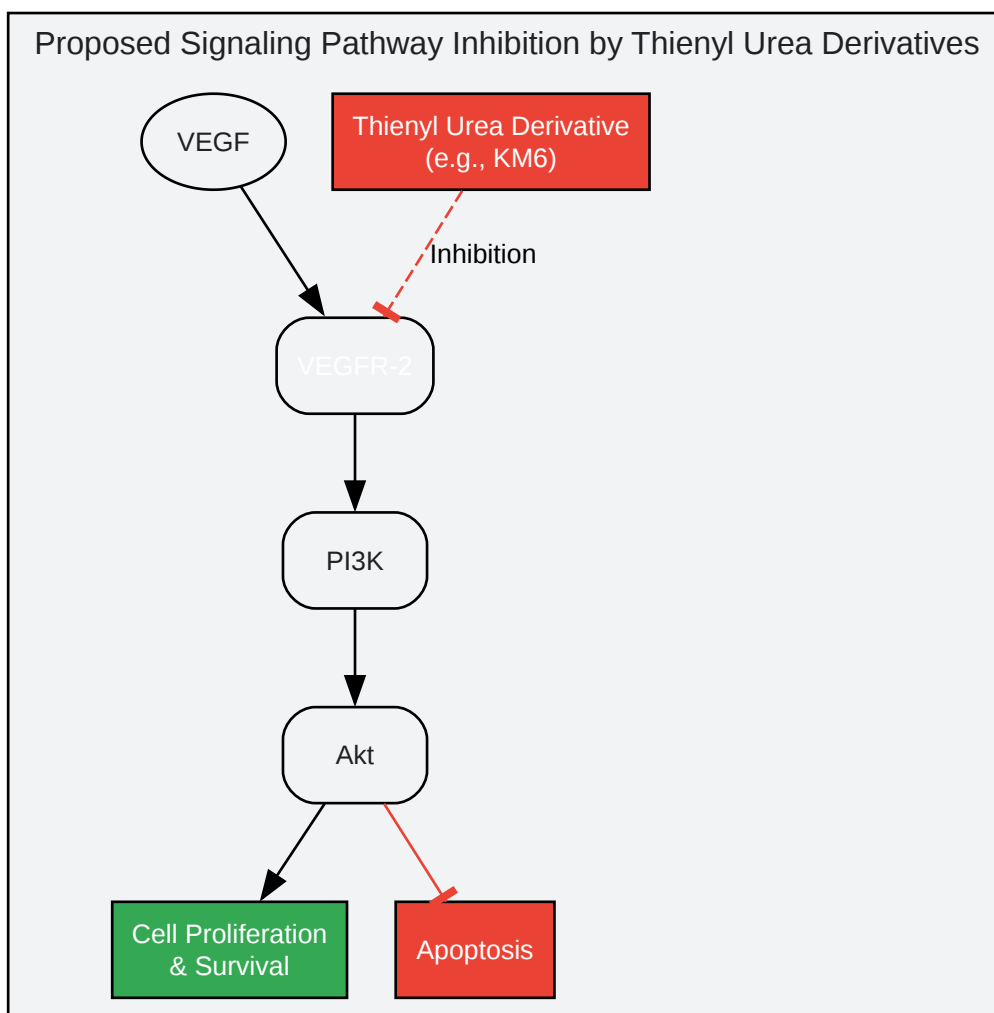 Proposed Signaling Pathway Inhibition by Thienyl Urea Derivatives
VEGF
Thienyl Urea Derivative
(e.g., KM6)
Inhibition
VEGFR-2
PI3K
Akt
Cell Proliferation
& Survival
Apoptosis